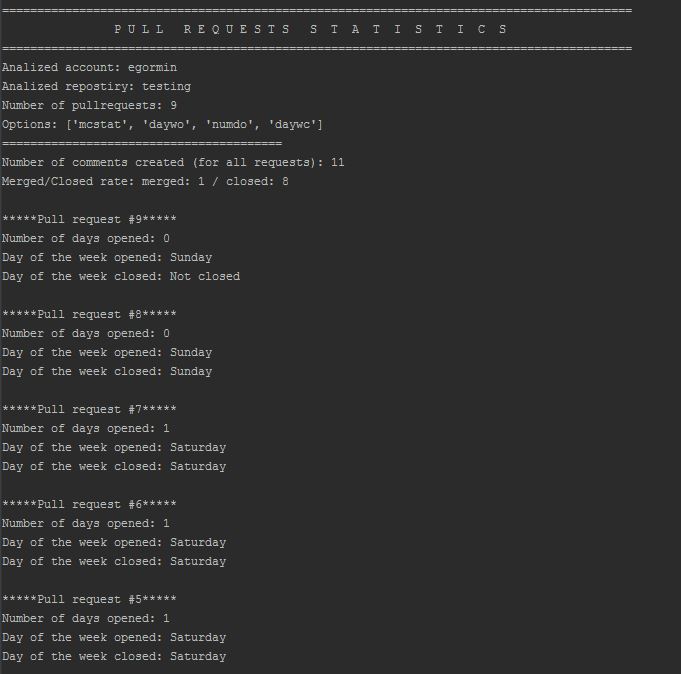 ==========================================================================================
P U L L   R E Q U E S T S   S T A T I S T I C S
==========================================================================================
Analized account: egormin
Analized repostiry: testing
Number of pullrequests: 9
Options: ['mcstat', 'daywo', 'numdo', 'daywc']
========================================
Number of comments created (for all requests): 11
Merged/Closed rate: merged: 1 / closed: 8
*****Pull request #9*****
Number of days opened: 0
Day of the week opened: Sunday
Day of the week closed: Not closed
*****Pull request #8*****
Number of days opened: 0
Day of the week opened: Sunday
Day of the week closed: Sunday
*****Pull request #7*****
Number of days opened: 1
Day of the week opened: Saturday
Day of the week closed: Saturday
*****Pull request #6*****
Number of days opened: 1
Day of the week opened: Saturday
Day of the week closed: Saturday
*****Pull request #5*****
Number of days opened: 1
Day of the week opened: Saturday
Day of the week closed: Saturday